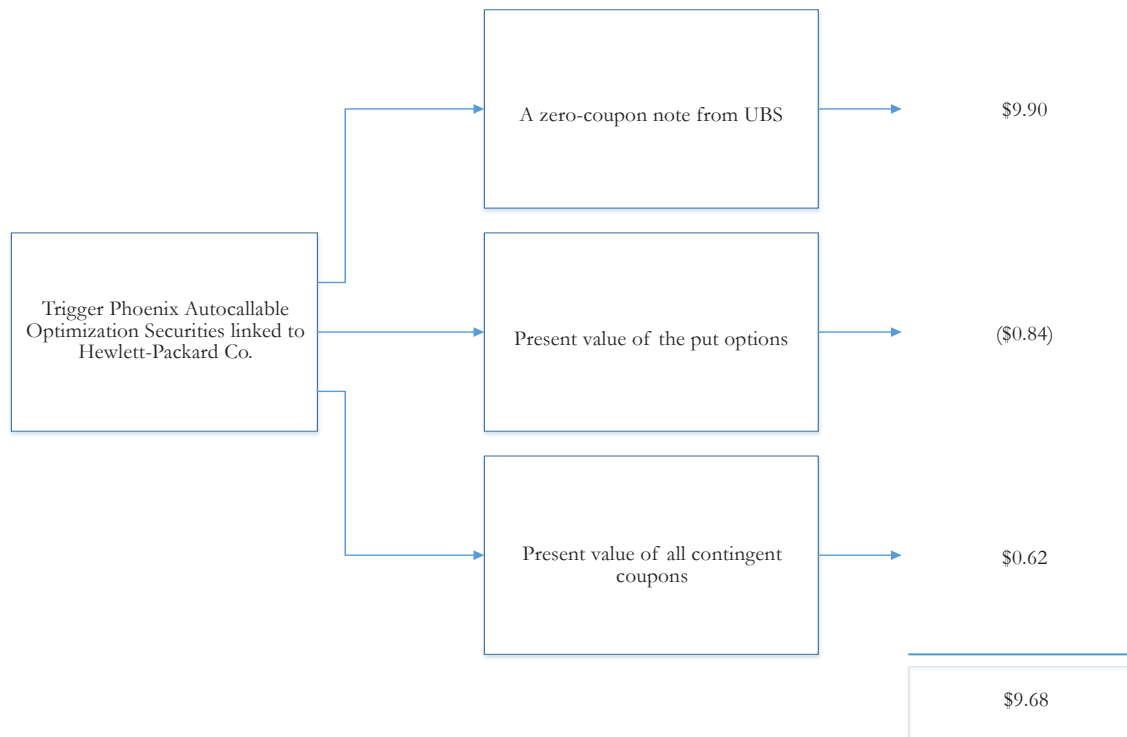 A zero-coupon note from UBS
$9.90
Trigger Phoenix Autocallable
Optimization Securities linked to
Hewlett-Packard Co.
Present value of the put options
($0.84)
Present value of all contingent
coupons
$0.62
$9.68